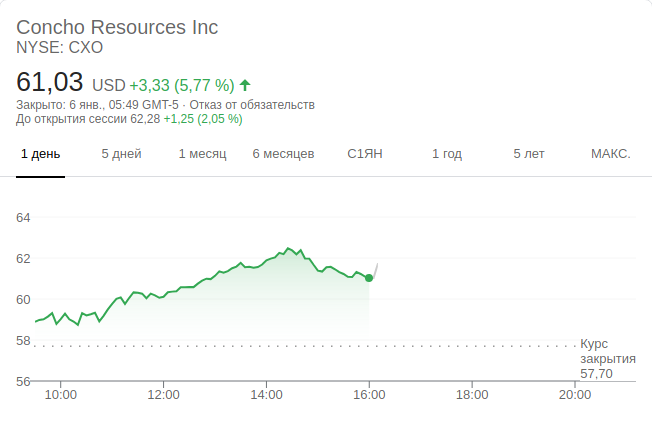 Concho Resources Inc
NYSE: CXO
61,03 USD +3,33 (5,77 %)
Закрыто: 6 янв., 05:49 GMT-5 · Отказ от обязательств
До открытия сессии 62,28 +1,25 (2,05 %)
1 день 5 дней 1 месяц 6 месяцев С1ЯН 1 год 5 лет МАКС.
64
62
60
58
Курс
закрытия
57,70
56
10:00 12:00 14:00 16:00 18:00 20:00